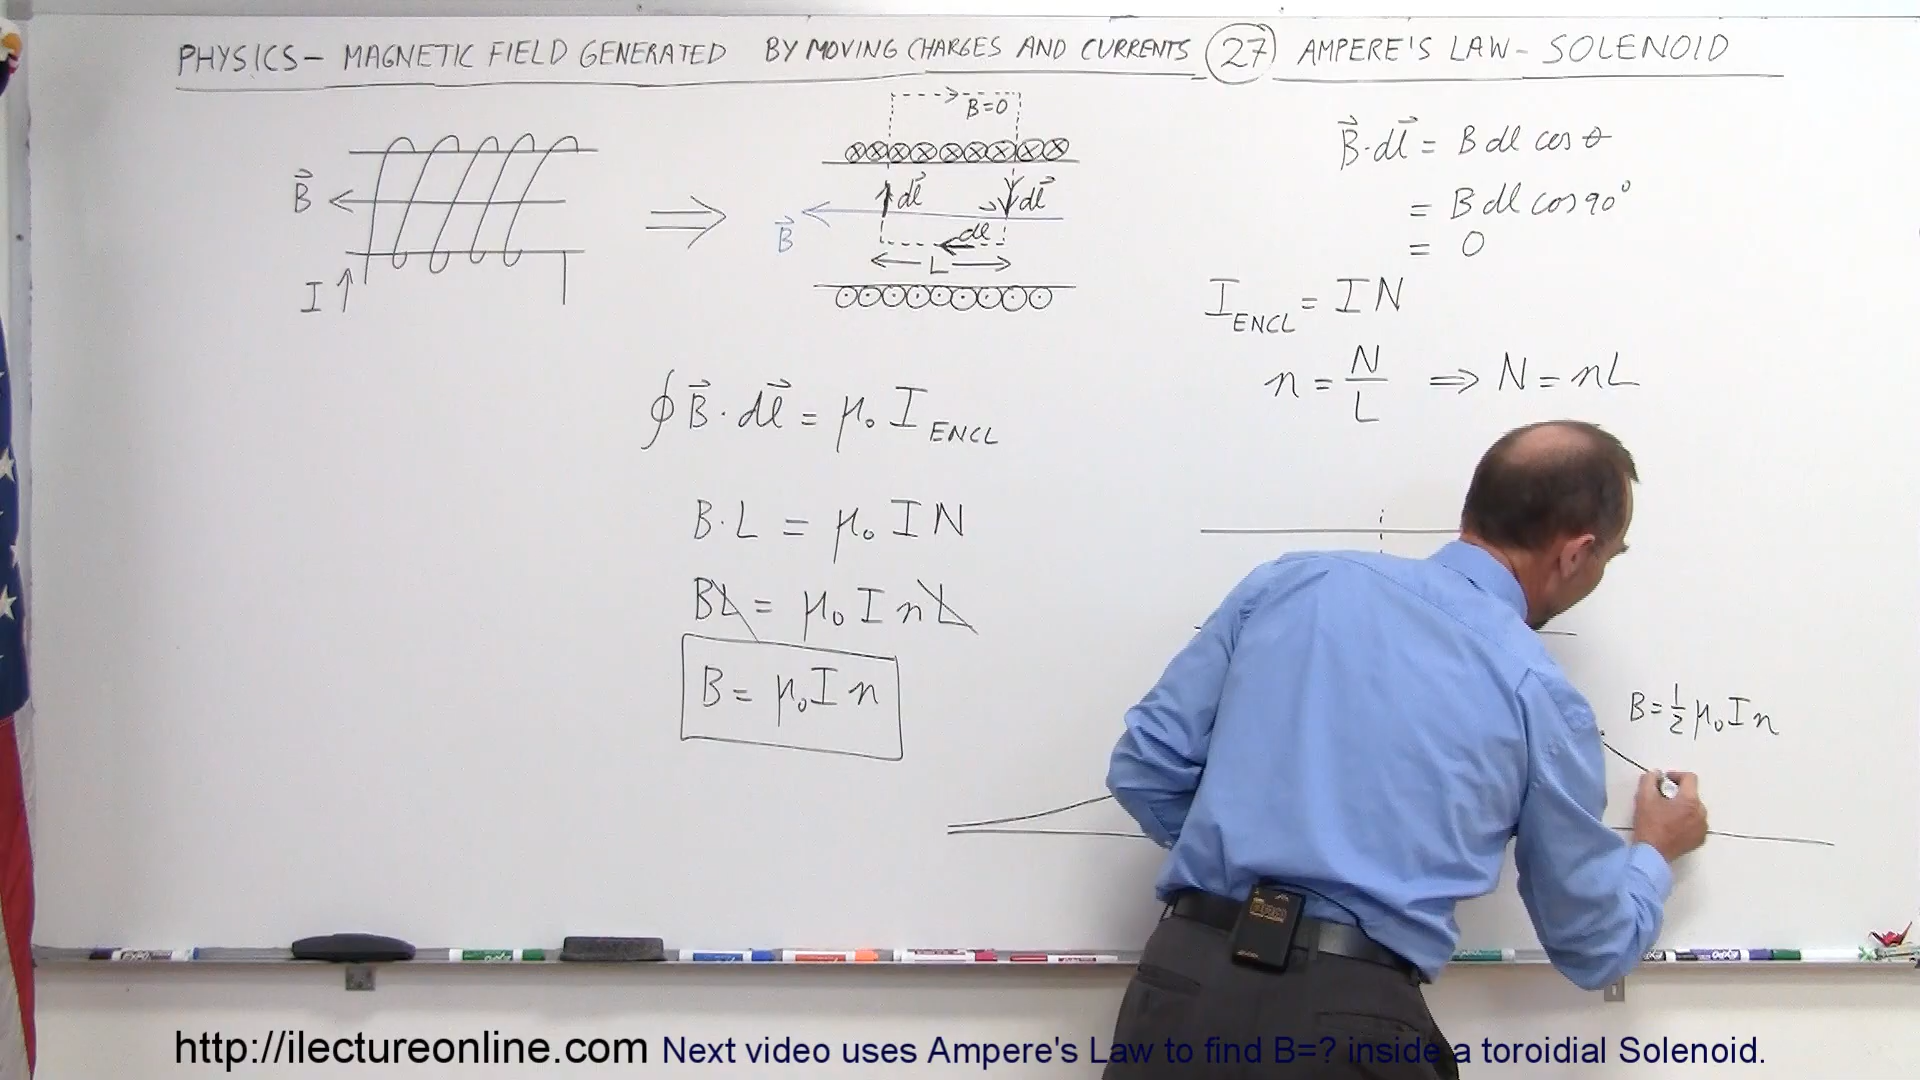 PHYSICS – MAGNETIC FIELD GENERATED BY MOVING CHARGES AND CURRENTS (27) AMPERE'S LAW – SOLENOID
B=0
⊗⊗⊗⊗⊗⊗⊗⊗⊗
B⃗
I
⇒
B⃗
dl⃗
dl⃗
dl
L
⊙⊙⊙⊙⊙⊙⊙⊙⊙
B⃗·dl⃗ = B dl cos θ
= B dl cos 90°
= 0
I_ENCL = I N
n = N/L ⇒ N = nL
∮ B⃗ · dl⃗ = μ₀ I_ENCL
B·L = μ₀ I N
BL = μ₀ I n L
B = μ₀ I n
B = ½ μ₀ I n
http://ilectureonline.com Next video uses Ampere's Law to find B=? inside a toroidial Solenoid.